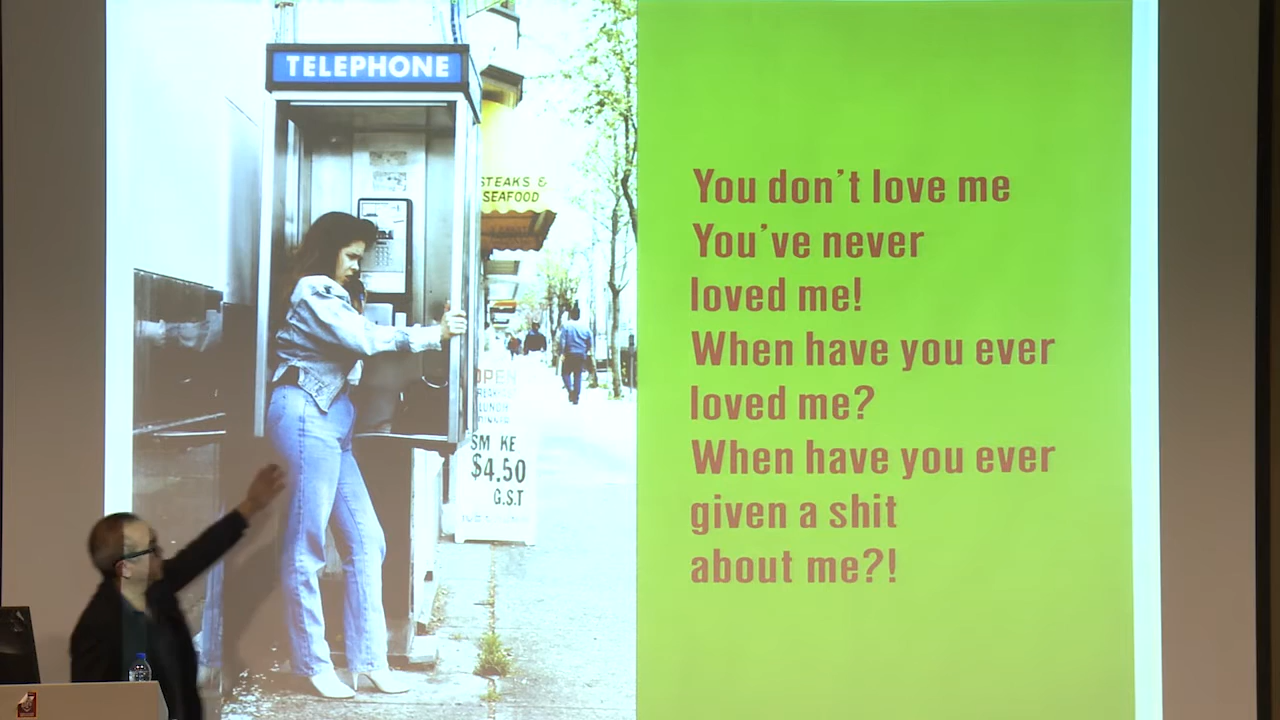 TELEPHONE
STEAKS &
SEAFOOD
OPEN
SM KE
$4.50
G.S.T
You don't love me
You've never
loved me!
When have you ever
loved me?
When have you ever
given a shit
about me?!